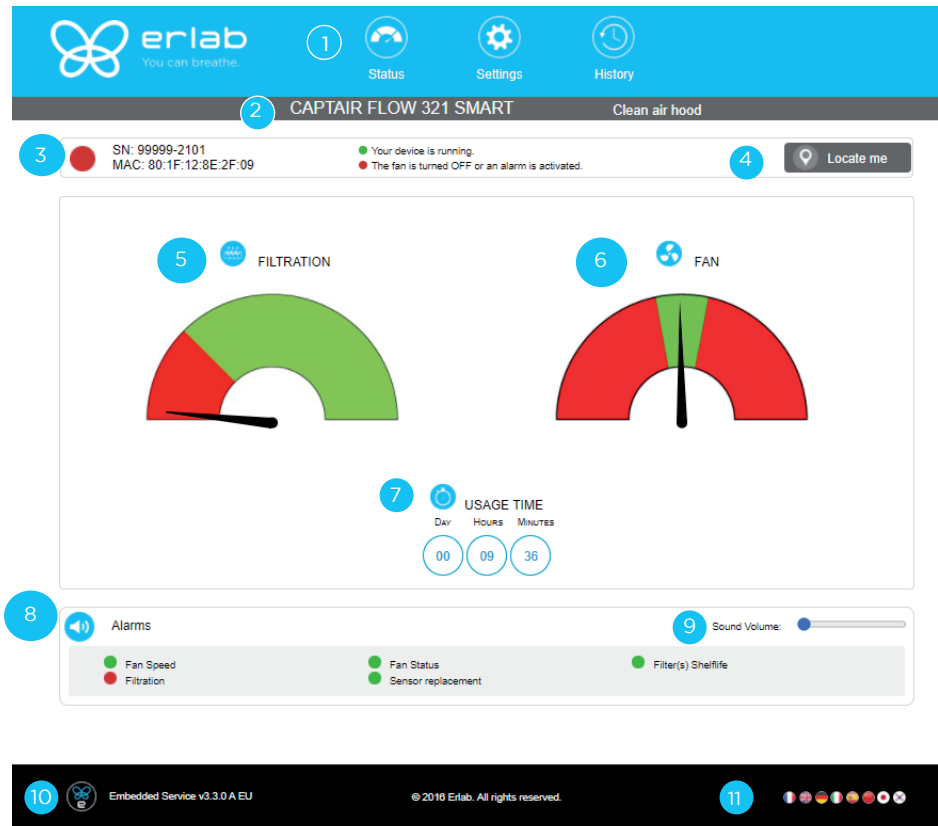 erlab
You can breathe.
1
Status
Settings
History
2
CAPTAIR FLOW 321 SMART
Clean air hood
3
SN: 99999-2101
MAC: 80:1F:12:8E:2F:09
Your device is running.
The fan is turned OFF or an alarm is activated.
4
Locate me
5
FILTRATION
6
FAN
7
USAGE TIME
DAY HOURS MINUTES
00 09 36
8
Alarms
9
Sound Volume:
Fan Speed
Fan Status
Filter(s) Shelflife
Filtration
Sensor replacement
10
e
Embedded Service v3.3.0 A EU
© 2016 Erlab. All rights reserved.
11